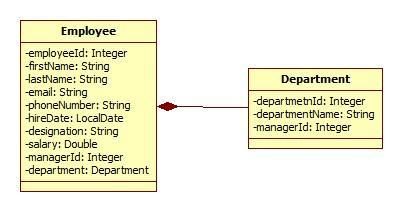 Employee
-employeeId: Integer
-firstName: String
-lastName: String
-email: String
-phoneNumber: String
-hireDate: LocalDate
-designation: String
-salary: Double
-managerId: Integer
-department: Department
Department
-departmetnId: Integer
-departmentName: String
-managerId: Integer